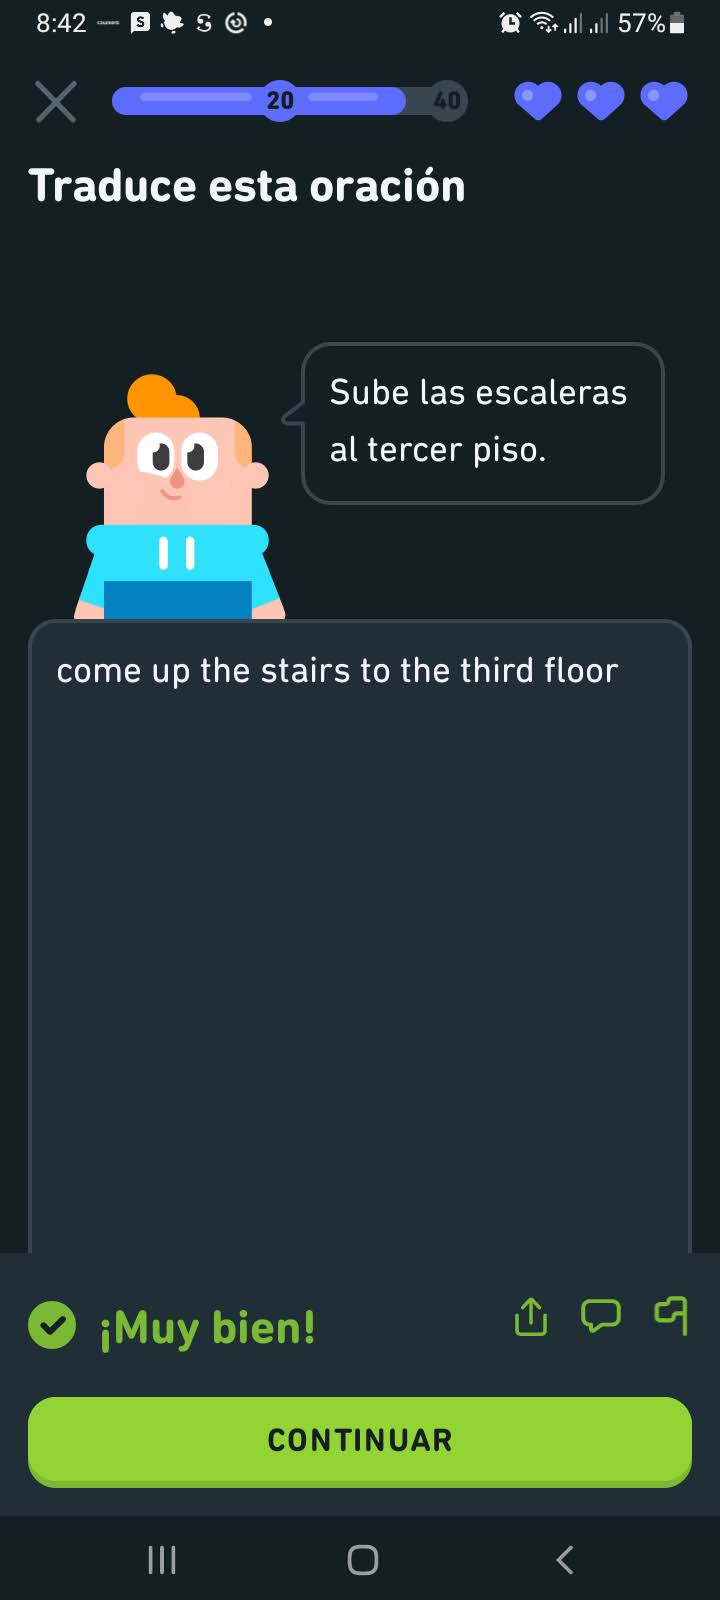 8:42
S
57%
20
40
Traduce esta oración
Sube las escaleras
al tercer piso.
come up the stairs to the third floor
¡Muy bien!
CONTINUAR